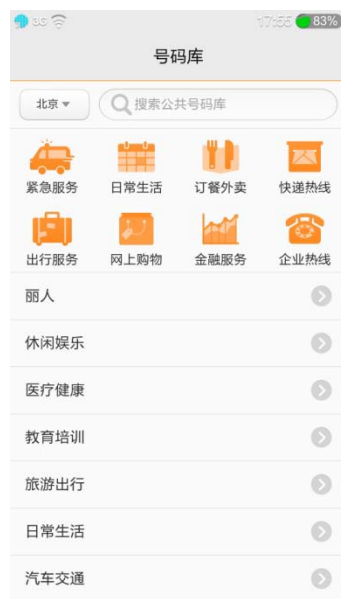 3G 17:55 83%
号码库
北京 搜索公共号码库
紧急服务 日常生活 订餐外卖 快递热线
出行服务 网上购物 金融服务 企业热线
丽人
休闲娱乐
医疗健康
教育培训
旅游出行
日常生活
汽车交通